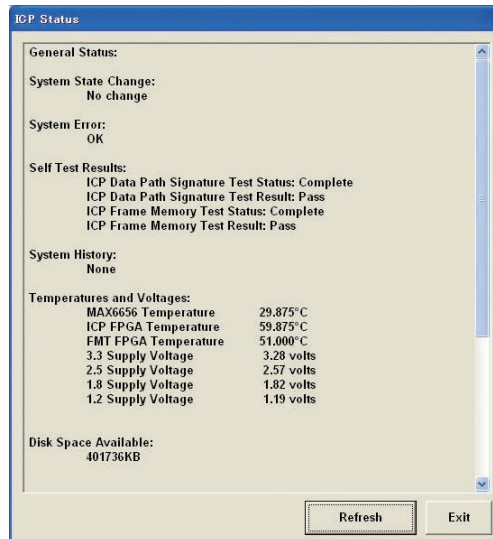 ICP Status
General Status:
System State Change:
No change
System Error:
OK
Self Test Results:
ICP Data Path Signature Test Status: Complete
ICP Data Path Signature Test Result: Pass
ICP Frame Memory Test Status: Complete
ICP Frame Memory Test Result: Pass
System History:
None
Temperatures and Voltages:
MAX6656 Temperature 29.875°C
ICP FPGA Temperature 59.875°C
FMT FPGA Temperature 51.000°C
3.3 Supply Voltage 3.28 volts
2.5 Supply Voltage 2.57 volts
1.8 Supply Voltage 1.82 volts
1.2 Supply Voltage 1.19 volts
Disk Space Available:
401736KB
Refresh Exit